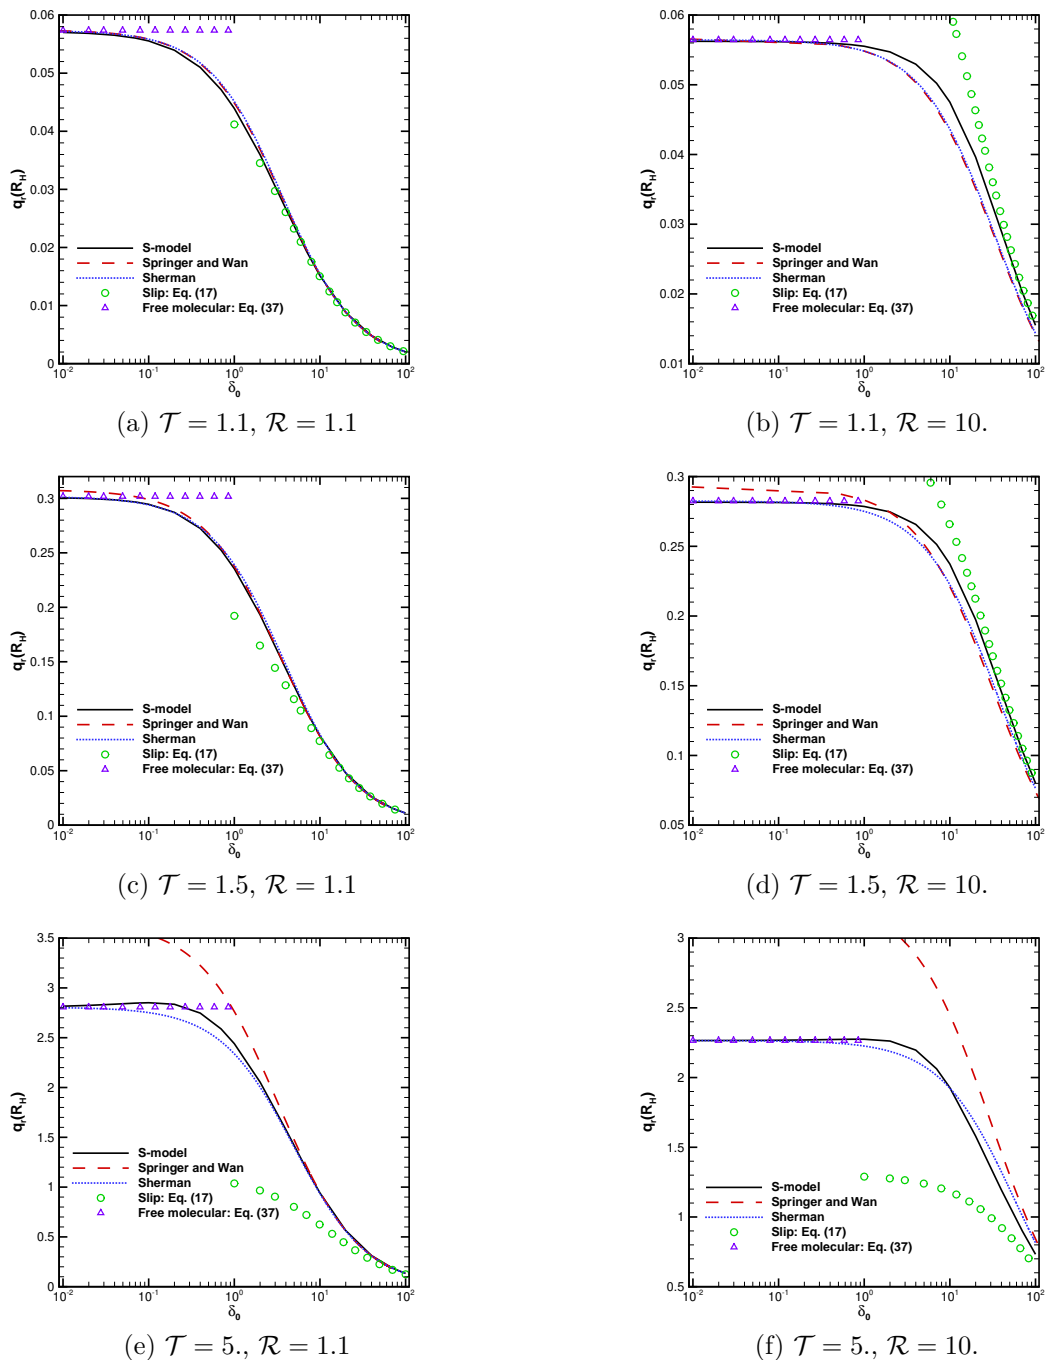 0.06
0.05
0.04
0.03
0.02
0.01
0
q_r(R_H)
S-model
Springer and Wan
Sherman
Slip: Eq. (17)
Free molecular: Eq. (37)
10^-2 10^-1 10^0 10^1 10^2
δ_0
(a) 𝒯 = 1.1, ℛ = 1.1
0.06
0.05
0.04
0.03
0.02
0.01
q_r(R_H)
S-model
Springer and Wan
Sherman
Slip: Eq. (17)
Free molecular: Eq. (37)
10^-2 10^-1 10^0 10^1 10^2
δ_0
(b) 𝒯 = 1.1, ℛ = 10.
0.3
0.25
0.2
0.15
0.1
0.05
0
q_r(R_H)
S-model
Springer and Wan
Sherman
Slip: Eq. (17)
Free molecular: Eq. (37)
10^-2 10^-1 10^0 10^1 10^2
δ_0
(c) 𝒯 = 1.5, ℛ = 1.1
0.3
0.25
0.2
0.15
0.1
0.05
q_r(R_H)
S-model
Springer and Wan
Sherman
Slip: Eq. (17)
Free molecular: Eq. (37)
10^-2 10^-1 10^0 10^1 10^2
δ_0
(d) 𝒯 = 1.5, ℛ = 10.
3.5
3
2.5
2
1.5
1
0.5
0
q_r(R_H)
S-model
Springer and Wan
Sherman
Slip: Eq. (17)
Free molecular: Eq. (37)
10^-2 10^-1 10^0 10^1 10^2
δ_0
(e) 𝒯 = 5., ℛ = 1.1
3
2.5
2
1.5
1
0.5
q_r(R_H)
S-model
Springer and Wan
Sherman
Slip: Eq. (17)
Free molecular: Eq. (37)
10^-2 10^-1 10^0 10^1 10^2
δ_0
(f) 𝒯 = 5., ℛ = 10.